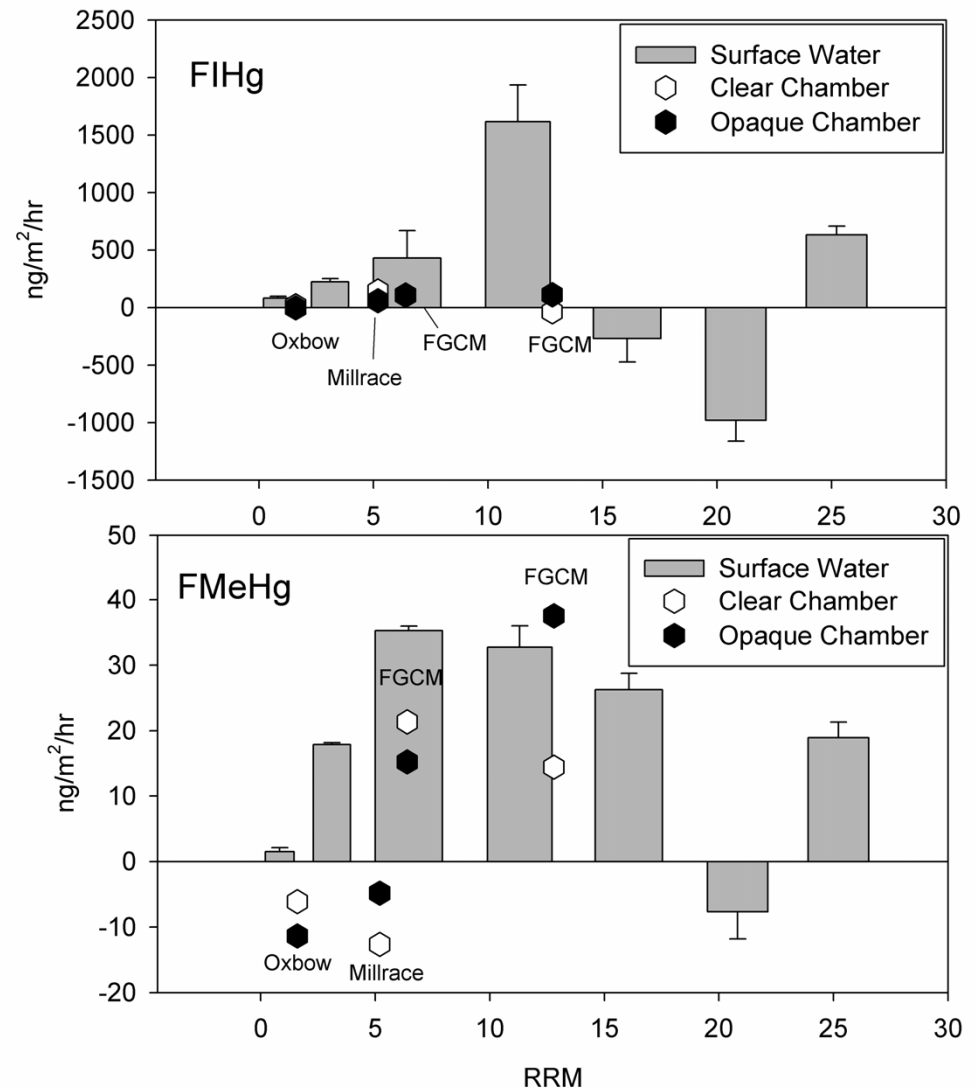 FIHg
Surface Water
Clear Chamber
Opaque Chamber
ng/m²/hr
2500
2000
1500
1000
500
0
-500
-1000
-1500
Oxbow
Millrace
FGCM
FGCM
0 5 10 15 20 25 30
FMeHg
Surface Water
Clear Chamber
Opaque Chamber
ng/m²/hr
50
40
30
20
10
0
-10
-20
FGCM
FGCM
Oxbow
Millrace
0 5 10 15 20 25 30
RRM